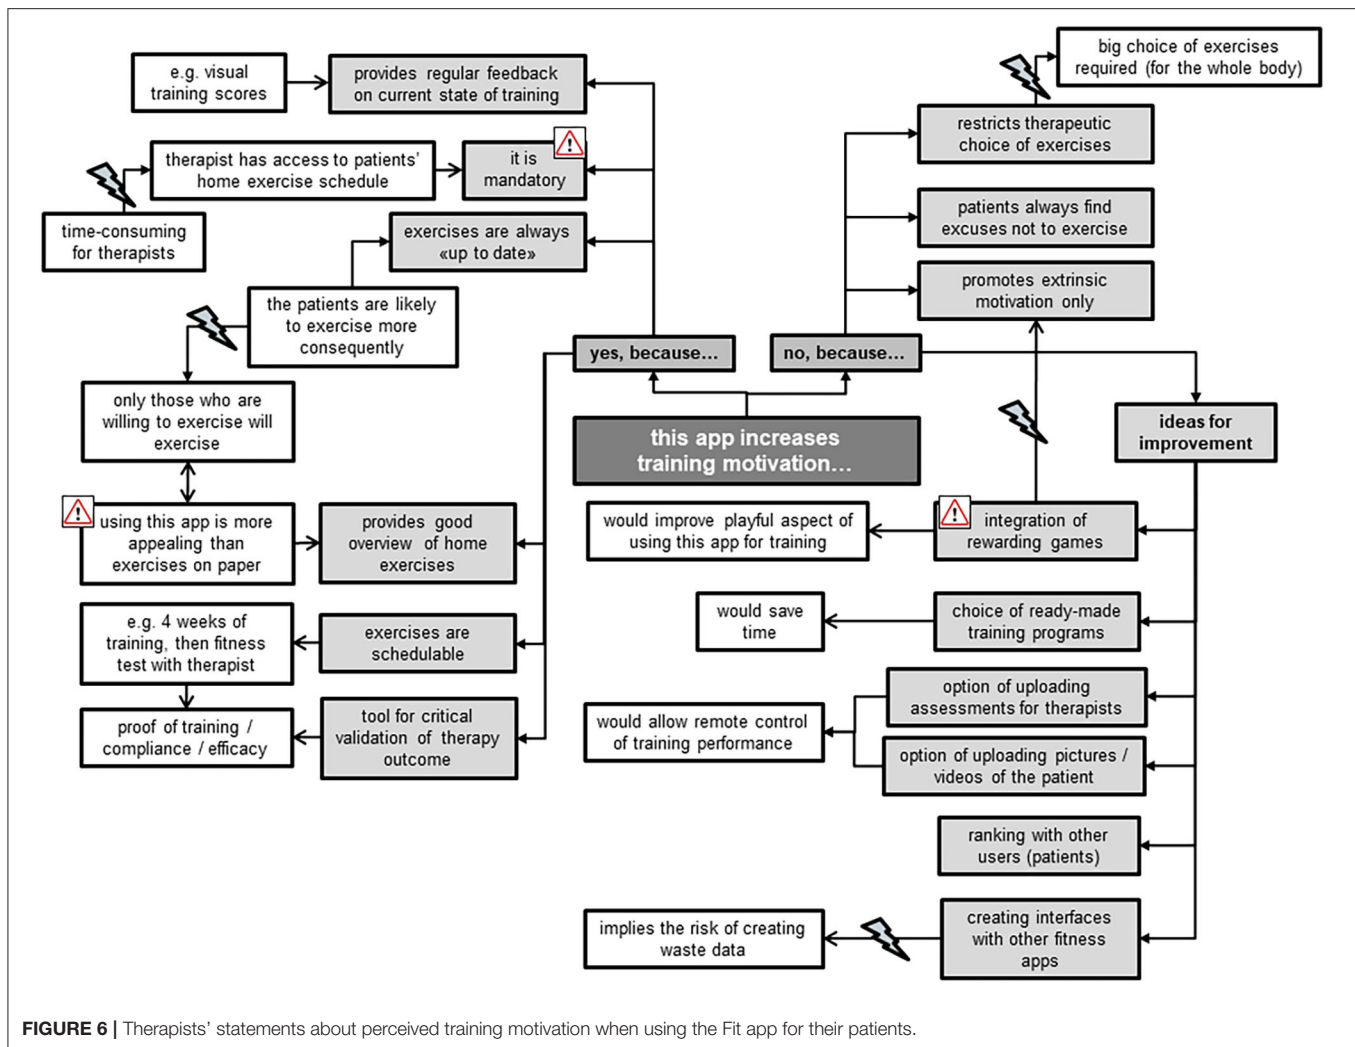 e.g. visual
training scores
provides regular feedback
on current state of training
therapist has access to patients'
home exercise schedule
it is
mandatory
time-consuming
for therapists
exercises are always
«up to date»
the patients are likely
to exercise more
consequently
only those who are
willing to exercise will
exercise
using this app is more
appealing than
exercises on paper
provides good
overview of home
exercises
e.g. 4 weeks of
training, then fitness
test with therapist
exercises are
schedulable
proof of training /
compliance / efficacy
tool for critical
validation of therapy
outcome
yes, because...
no, because...
this app increases
training motivation...
big choice of exercises
required (for the whole body)
restricts therapeutic
choice of exercises
patients always find
excuses not to exercise
promotes extrinsic
motivation only
ideas for
improvement
would improve playful aspect of
using this app for training
integration of
rewarding games
would save
time
choice of ready-made
training programs
option of uploading
assessments for therapists
would allow remote control
of training performance
option of uploading pictures /
videos of the patient
ranking with other
users (patients)
implies the risk of creating
waste data
creating interfaces
with other fitness
apps
FIGURE 6 | Therapists' statements about perceived training motivation when using the Fit app for their patients.